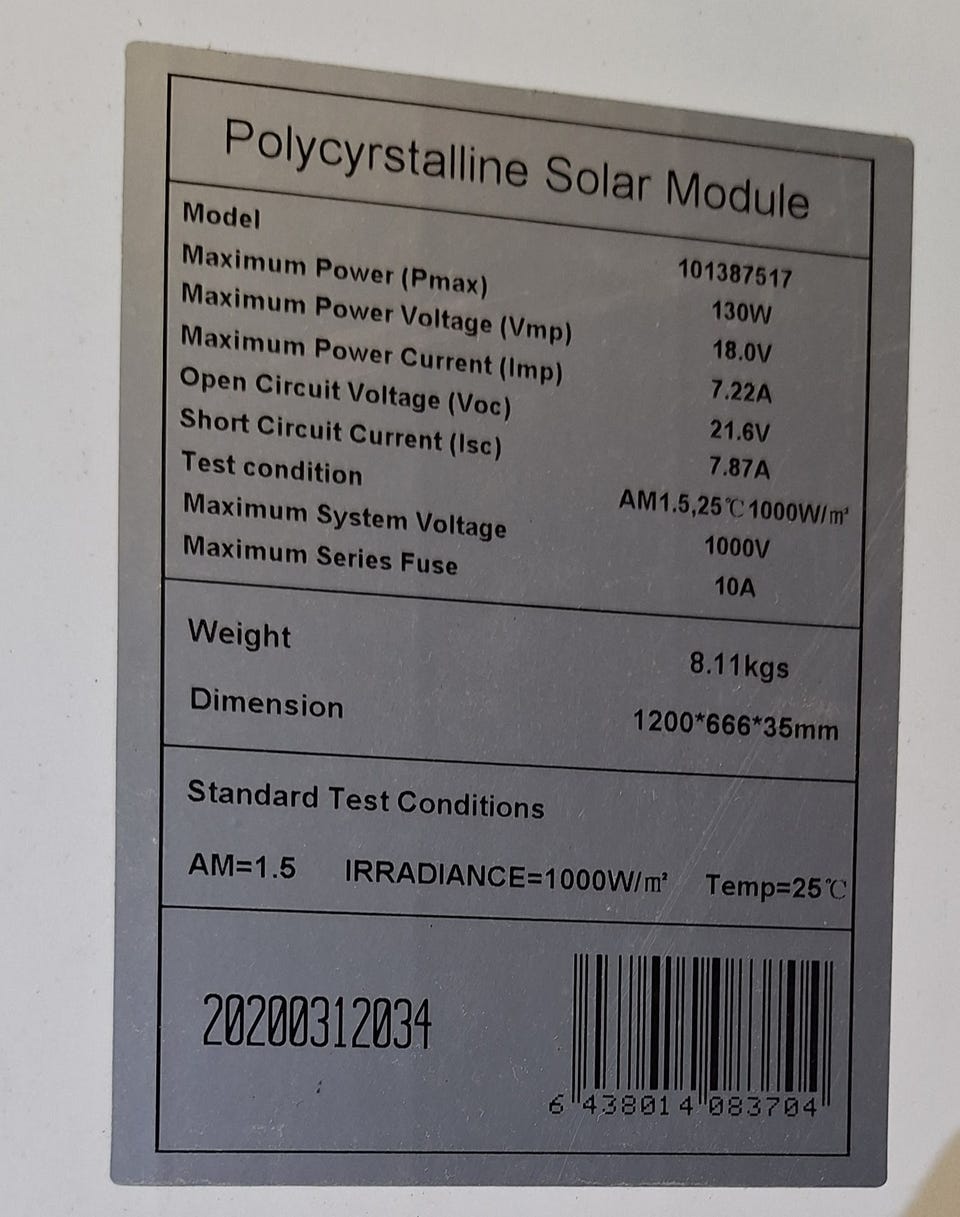 Polycyrstalline Solar Module
Model 101387517
Maximum Power (Pmax) 130W
Maximum Power Voltage (Vmp) 18.0V
Maximum Power Current (Imp) 7.22A
Open Circuit Voltage (Voc) 21.6V
Short Circuit Current (Isc) 7.87A
Test condition AM1.5,25℃1000W/m²
Maximum System Voltage 1000V
Maximum Series Fuse 10A
Weight 8.11kgs
Dimension 1200*666*35mm
Standard Test Conditions
AM=1.5 IRRADIANCE=1000W/m² Temp=25℃
20200312034
6 438014 083704